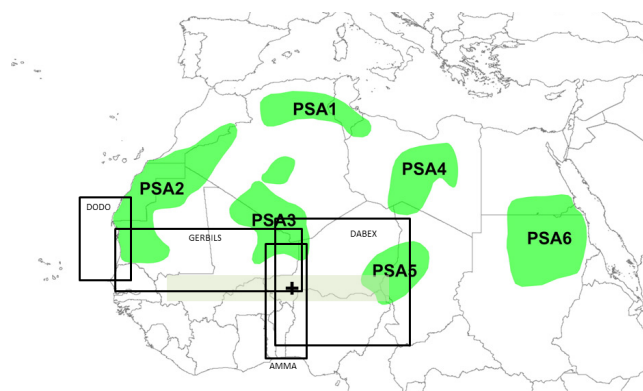 PSA1
PSA4
PSA2
DODO
PSA3
GERBILS
DABEX
PSA6
PSA5
AMMA